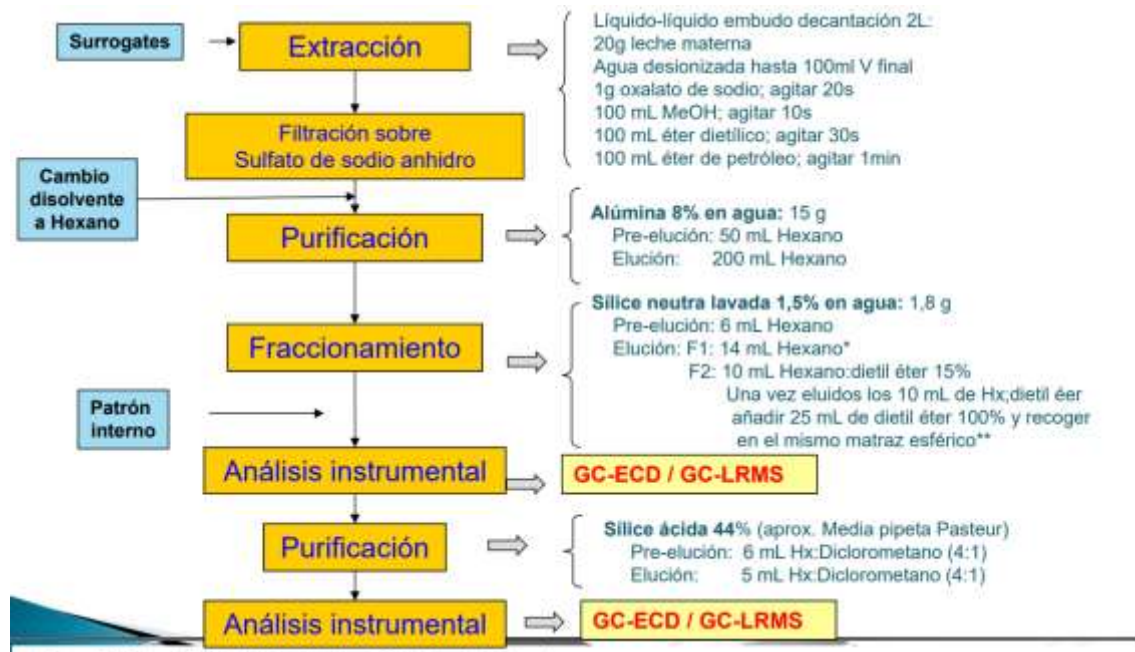 Surrogates
Extracción
Líquido-líquido embudo decantación 2L:
20g leche materna
Agua desionizada hasta 100ml V final
1g oxalato de sodio; agitar 20s
100 mL MeOH; agitar 10s
100 mL éter dietílico; agitar 30s
100 mL éter de petróleo; agitar 1min
Filtración sobre
Sulfato de sodio anhidro
Cambio
disolvente
a Hexano
Purificación
Alúmina 8% en agua: 15 g
Pre-elución: 50 mL Hexano
Elución: 200 mL Hexano
Fraccionamiento
Sílice neutra lavada 1,5% en agua: 1,8 g
Pre-elución: 6 mL Hexano
Elución: F1: 14 mL Hexano*
F2: 10 mL Hexano:dietil éter 15%
Una vez eluidos los 10 mL de Hx;dietil éer
añadir 25 mL de dietil éter 100% y recoger
en el mismo matraz esférico**
Patrón
interno
Análisis instrumental
GC-ECD / GC-LRMS
Purificación
Sílice ácida 44% (aprox. Media pipeta Pasteur)
Pre-elución: 6 mL Hx:Diclorometano (4:1)
Elución: 5 mL Hx:Diclorometano (4:1)
Análisis instrumental
GC-ECD / GC-LRMS